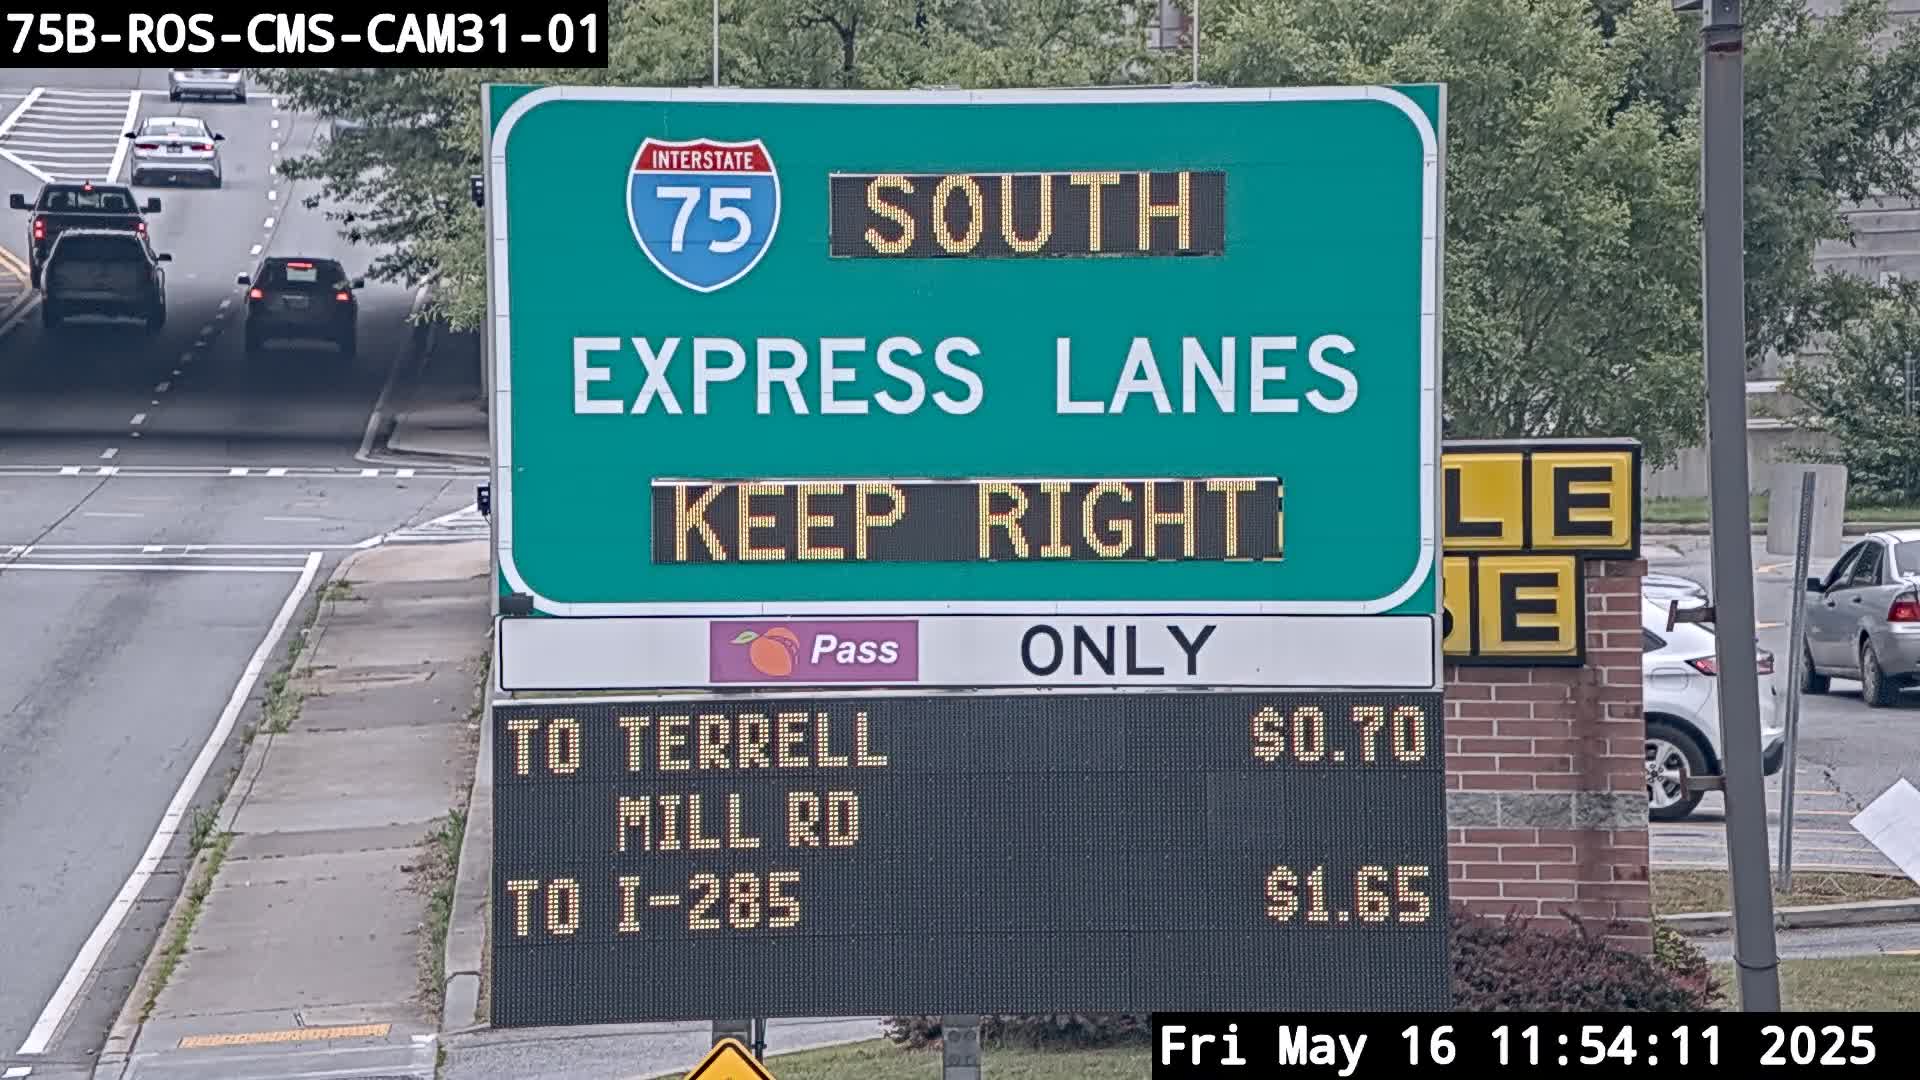 75B-ROS-CMS-CAM31-01
INTERSTATE
75
SOUTH
EXPRESS LANES
KEEP RIGHT
Pass ONLY
TO TERRELL $0.70
MILL RD
TO I-285 $1.65
LE
E
Fri May 16 11:54:11 2025